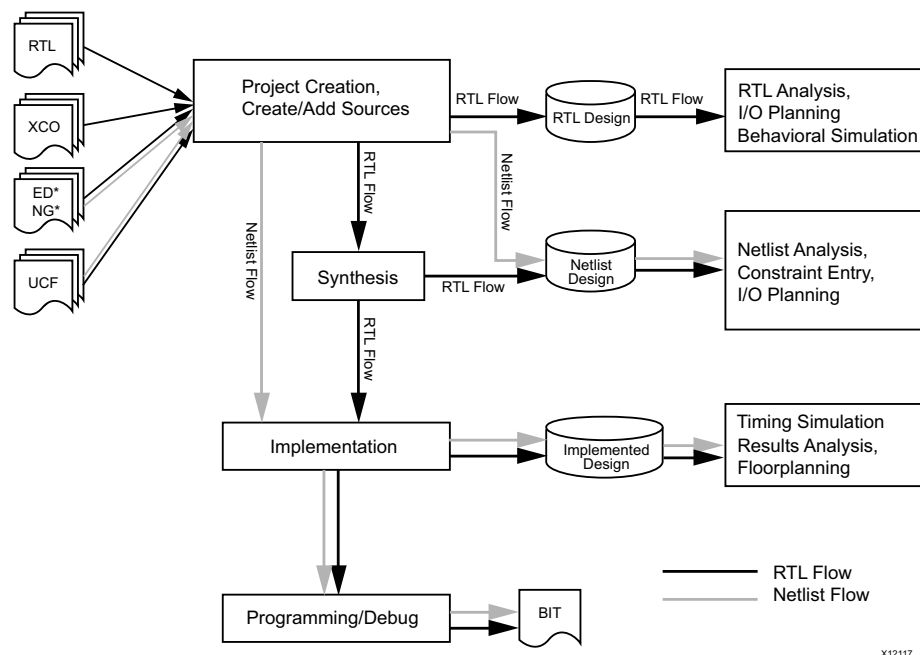 RTL
XCO
ED*
NG*
UCF
Project Creation,
Create/Add Sources
RTL Flow
RTL Design
RTL Flow
RTL Analysis,
I/O Planning
Behavioral Simulation
Netlist Flow
RTL Flow
Netlist Flow
Synthesis
RTL Flow
Netlist
Design
Netlist Analysis,
Constraint Entry,
I/O Planning
RTL Flow
Implementation
Implemented
Design
Timing Simulation
Results Analysis,
Floorplanning
Programming/Debug
BIT
RTL Flow
Netlist Flow
X12117